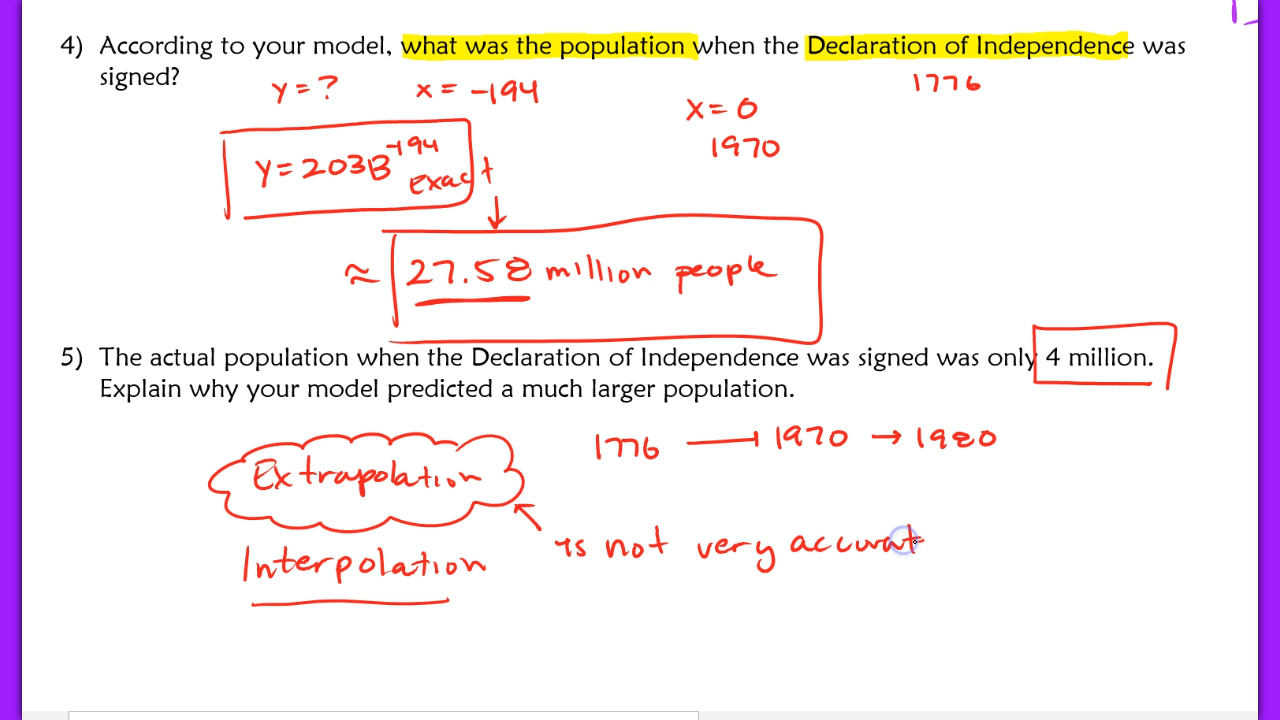 4) According to your model, what was the population when the Declaration of Independence was
signed?
y = ? x = -194
1776
x = 0
1970
y = 203B^-194
exact
≈ 27.58 million people
5) The actual population when the Declaration of Independence was signed was only 4 million.
Explain why your model predicted a much larger population.
1776 — 1970 → 1980
Extrapolation
is not very accurat
Interpolation